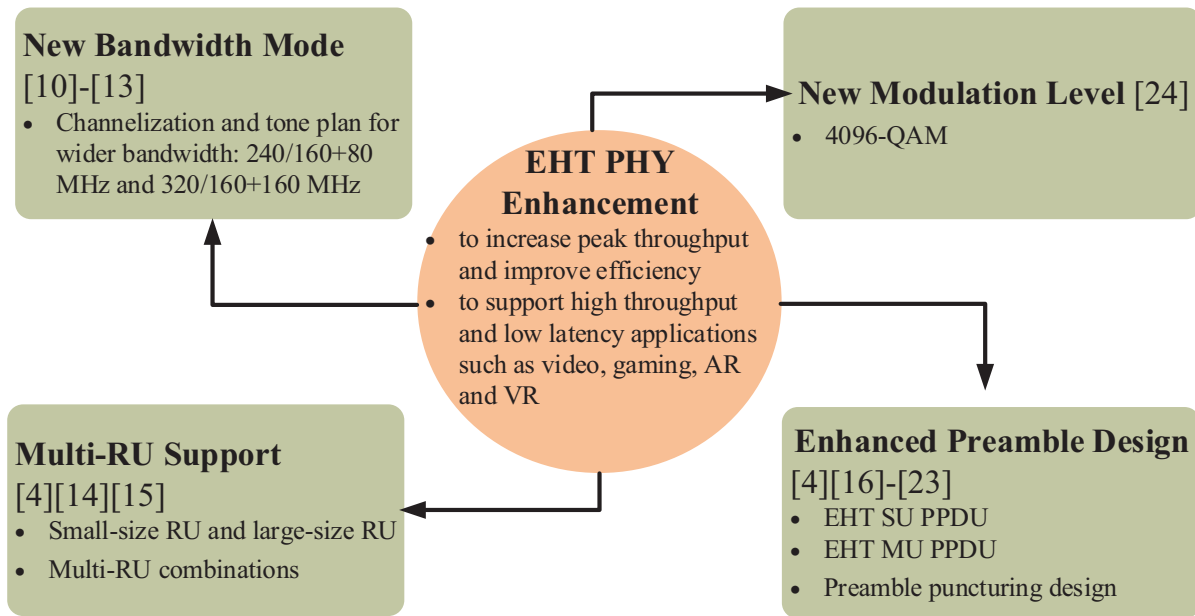 New Bandwidth Mode
[10]-[13]
• Channelization and tone plan for
wider bandwidth: 240/160+80
MHz and 320/160+160 MHz
New Modulation Level [24]
• 4096-QAM
EHT PHY
Enhancement
• to increase peak throughput
and improve efficiency
• to support high throughput
and low latency applications
such as video, gaming, AR
and VR
Multi-RU Support
[4][14][15]
• Small-size RU and large-size RU
• Multi-RU combinations
Enhanced Preamble Design
[4][16]-[23]
• EHT SU PPDU
• EHT MU PPDU
• Preamble puncturing design